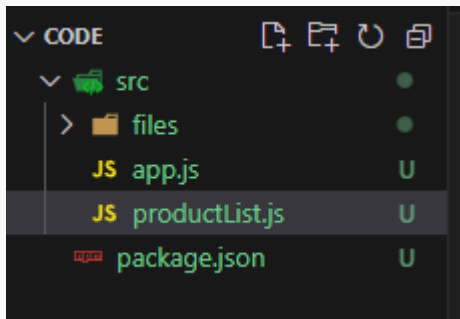 CODE
src
files
JS app.js U
JS productList.js U
npm package.json U